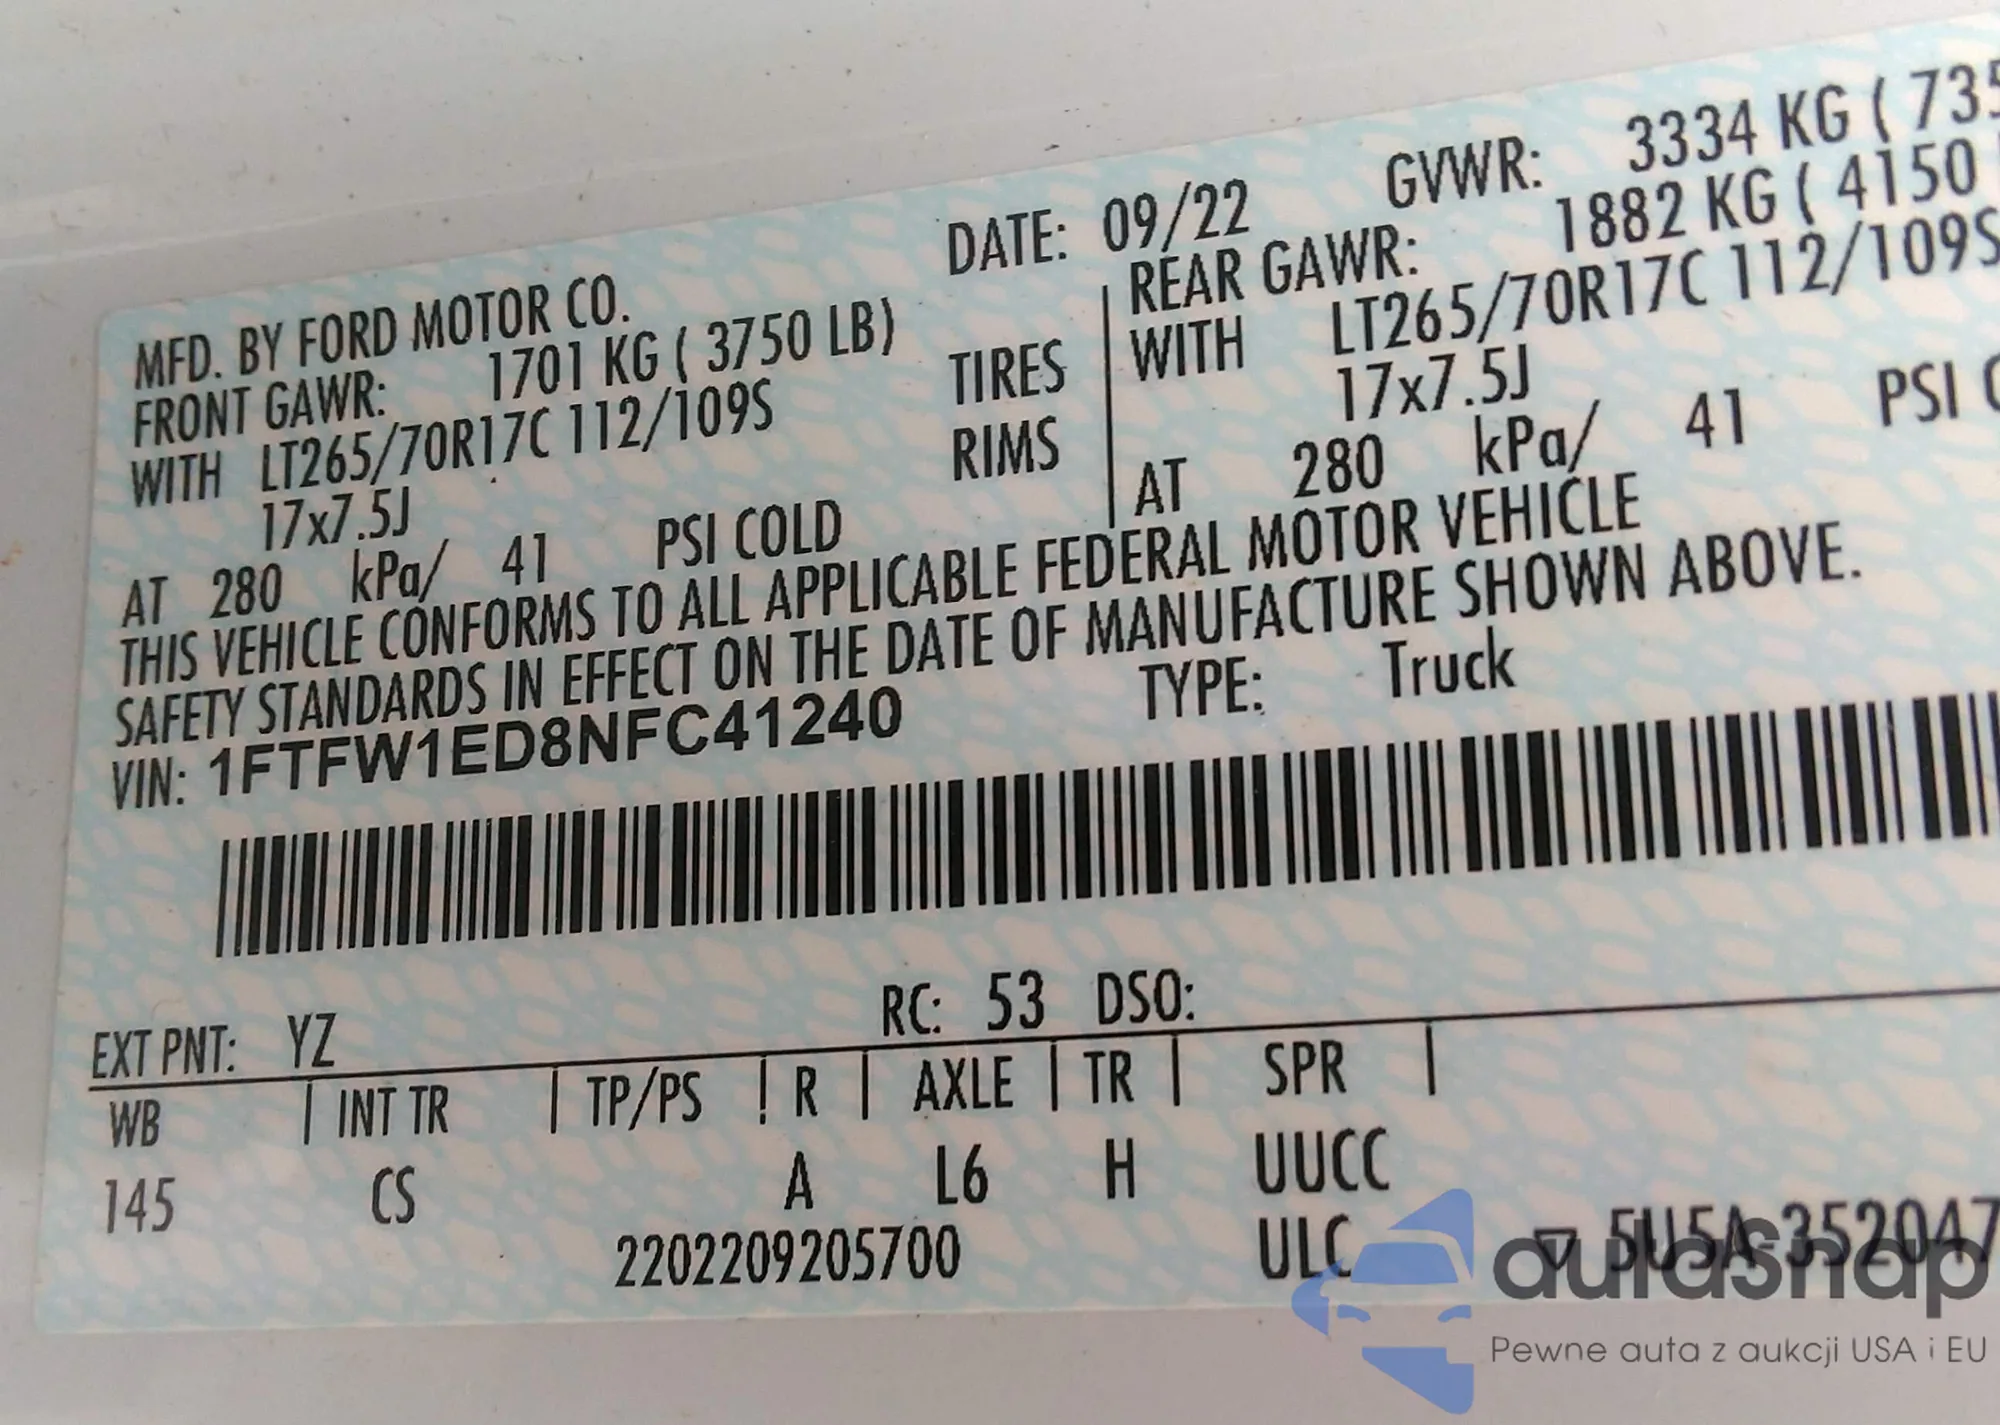 MFD. BY FORD MOTOR CO. DATE: 09/22 GVWR: 3334 KG ( 735
FRONT GAWR: 1701 KG ( 3750 LB) REAR GAWR: 1882 KG ( 4150
WITH LT265/70R17C 112/109S TIRES WITH LT265/70R17C 112/109S
17x7.5J RIMS 17x7.5J
AT 280 kPa/ 41 PSI COLD AT 280 kPa/ 41 PSI C
THIS VEHICLE CONFORMS TO ALL APPLICABLE FEDERAL MOTOR VEHICLE
SAFETY STANDARDS IN EFFECT ON THE DATE OF MANUFACTURE SHOWN ABOVE.
VIN: 1FTFW1ED8NFC41240 TYPE: Truck
EXT PNT: YZ RC: 53 DSO:
WB | INT TR | TP/PS | R | AXLE | TR | SPR |
145 CS A L6 H UUCC
2202209205700 ULC ▽ 5U5A-352047
autasnap
Pewne auta z aukcji USA i EU